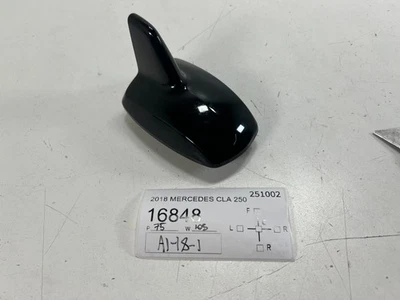 2018 MERCEDES CLA 250 251002
16848
P 75 W 105
A1-18-1
F
L C R
R